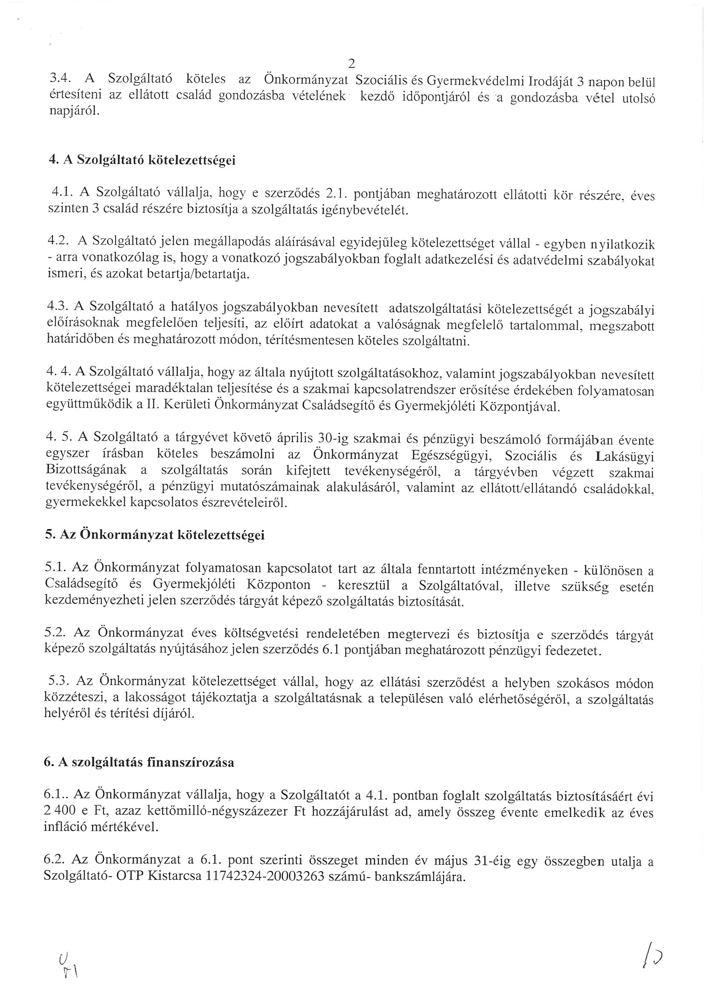 2
3.4. A Szolgáltató köteles az Önkormányzat Szociális és Gyermekvédelmi Irodáját 3 napon belül
értesíteni az ellátott család gondozásba vételének kezdő időpontjáról és a gondozásba vétel utolsó
napjáról.
4. A Szolgáltató kötelezettségei
4.1. A Szolgáltató vállalja, hogy e szerződés 2.1. pontjában meghatározott ellátotti kör részére, éves
szinten 3 család részére biztosítja a szolgáltatás igénybevételét.
4.2. A Szolgáltató jelen megállapodás aláírásával egyidejűleg kötelezettséget vállal - egyben nyilatkozik
- arra vonatkozólag is, hogy a vonatkozó jogszabályokban foglalt adatkezelési és adatvédelmi szabályokat
ismeri, és azokat betartja/betartatja.
4.3. A Szolgáltató a hatályos jogszabályokban nevesített adatszolgáltatási kötelezettségét a jogszabályi
előírásoknak megfelelően teljesíti, az előírt adatokat a valóságnak megfelelő tartalommal, megszabott
határidőben és meghatározott módon, térítésmentesen köteles szolgáltatni.
4. 4. A Szolgáltató vállalja, hogy az általa nyújtott szolgáltatásokhoz, valamint jogszabályokban nevesített
kötelezettségei maradéktalan teljesítése és a szakmai kapcsolatrendszer erősítése érdekében folyamatosan
együttműködik a II. Kerületi Önkormányzat Családsegítő és Gyermekjóléti Központjával.
4. 5. A Szolgáltató a tárgyévet követő április 30-ig szakmai és pénzügyi beszámoló formájában évente
egyszer írásban köteles beszámolni az Önkormányzat Egészségügyi, Szociális és Lakásügyi
Bizottságának a szolgáltatás során kifejtett tevékenységéről, a tárgyévben végzett szakmai
tevékenységéről, a pénzügyi mutatószámainak alakulásáról, valamint az ellátott/ellátandó családokkal,
gyermekekkel kapcsolatos észrevételeiről.
5. Az Önkormányzat kötelezettségei
5.1. Az Önkormányzat folyamatosan kapcsolatot tart az általa fenntartott intézményeken - különösen a
Családsegítő és Gyermekjóléti Központon - keresztül a Szolgáltatóval, illetve szükség esetén
kezdeményezheti jelen szerződés tárgyát képező szolgáltatás biztosítását.
5.2. Az Önkormányzat éves költségvetési rendeletében megtervezi és biztosítja e szerződés tárgyát
képező szolgáltatás nyújtásához jelen szerződés 6.1 pontjában meghatározott pénzügyi fedezetet.
5.3. Az Önkormányzat kötelezettséget vállal, hogy az ellátási szerződést a helyben szokásos módon
közzéteszi, a lakosságot tájékoztatja a szolgáltatásnak a településen való elérhetőségéről, a szolgáltatás
helyéről és térítési díjáról.
6. A szolgáltatás finanszírozása
6.1.. Az Önkormányzat vállalja, hogy a Szolgáltatót a 4.1. pontban foglalt szolgáltatás biztosításáért évi
2 400 e Ft, azaz kettőmilló-négyszázezer Ft hozzájárulást ad, amely összeg évente emelkedik az éves
infláció mértékével.
6.2. Az Önkormányzat a 6.1. pont szerinti összeget minden év május 31-éig egy összegben utalja a
Szolgáltató- OTP Kistarcsa 11742324-20003263 számú- bankszámlájára.